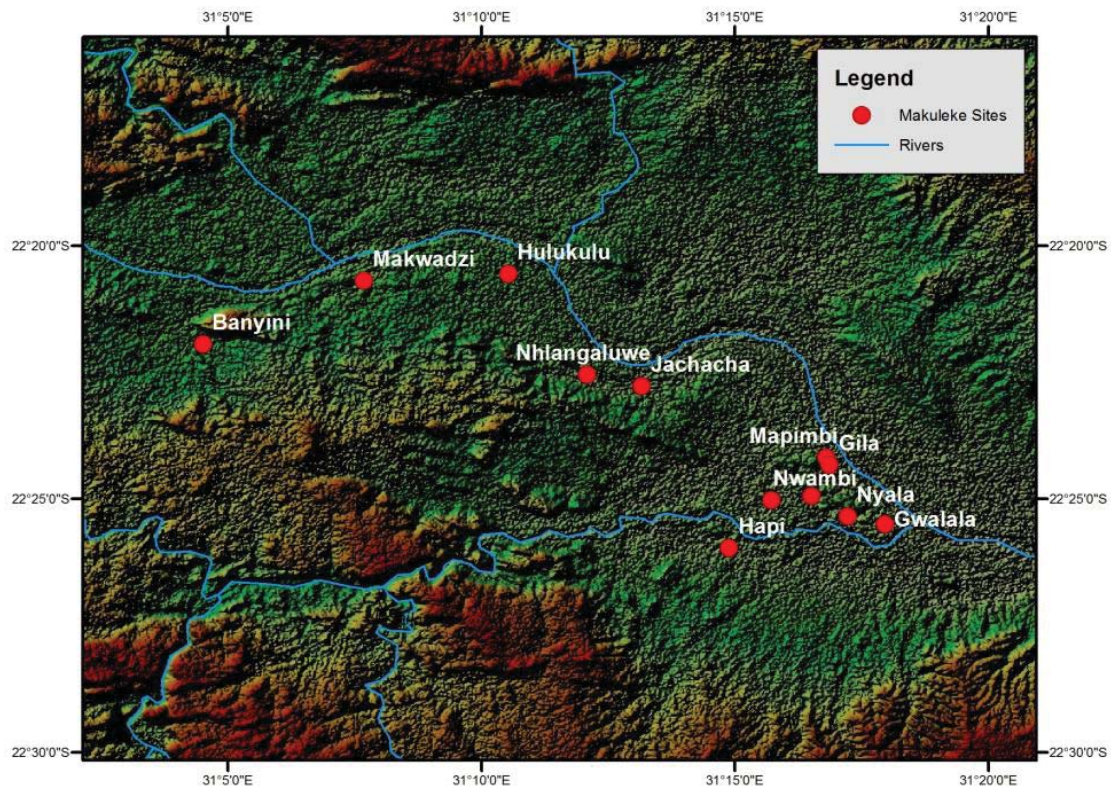 31°5'0"E
31°10'0"E
31°15'0"E
31°20'0"E
Legend
Makuleke Sites
Rivers
22°20'0"S
22°20'0"S
Makwadzi
Hulukulu
Banyini
Nhlangaluwe
Jachacha
Mapimbi
Gila
Nwambi
Nyala
Gwalala
Hapi
22°25'0"S
22°25'0"S
22°30'0"S
22°30'0"S
31°5'0"E
31°10'0"E
31°15'0"E
31°20'0"E